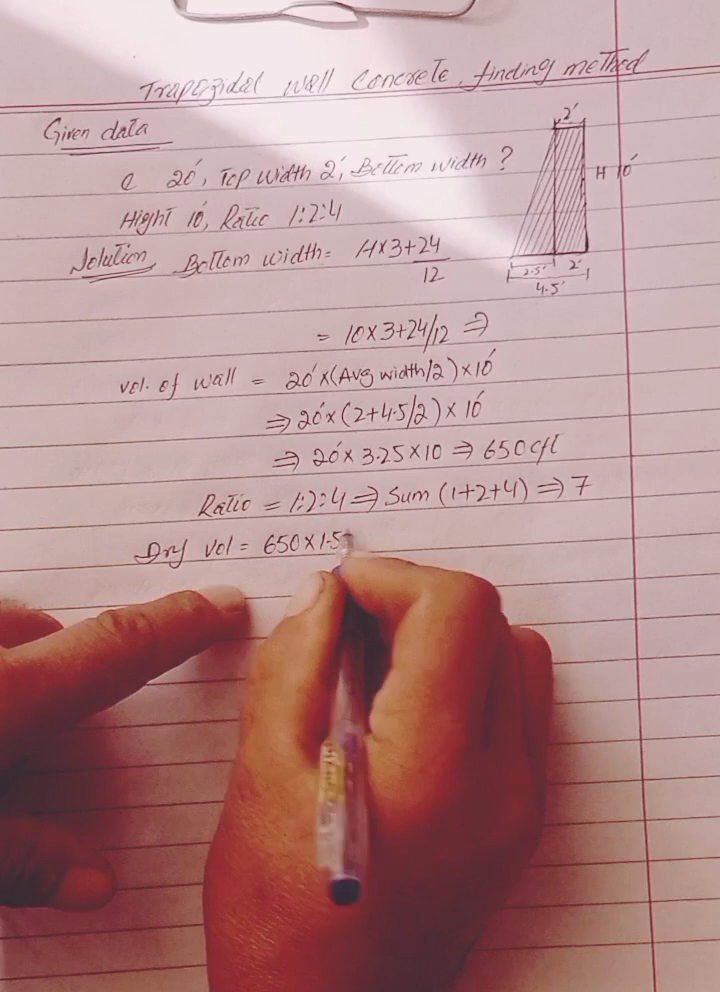 Trapezidal Wall Concrete finding method
Given data
2'
l 20', Top width 2', Bottom width ?
H 10'
Hight 10', Ratio 1:2:4
Solution Bottom width = H×3+24
12
2.5' 2'
4.5'
= 10×3+24/12 ⇒
vol. of wall = 20'×(Avg width/2)×10'
⇒ 20'×(2+4.5/2)×10'
⇒ 20'×3.25×10 ⇒ 650 cft
Ratio = 1:2:4 ⇒ Sum (1+2+4) ⇒ 7
Dry vol = 650×1.5